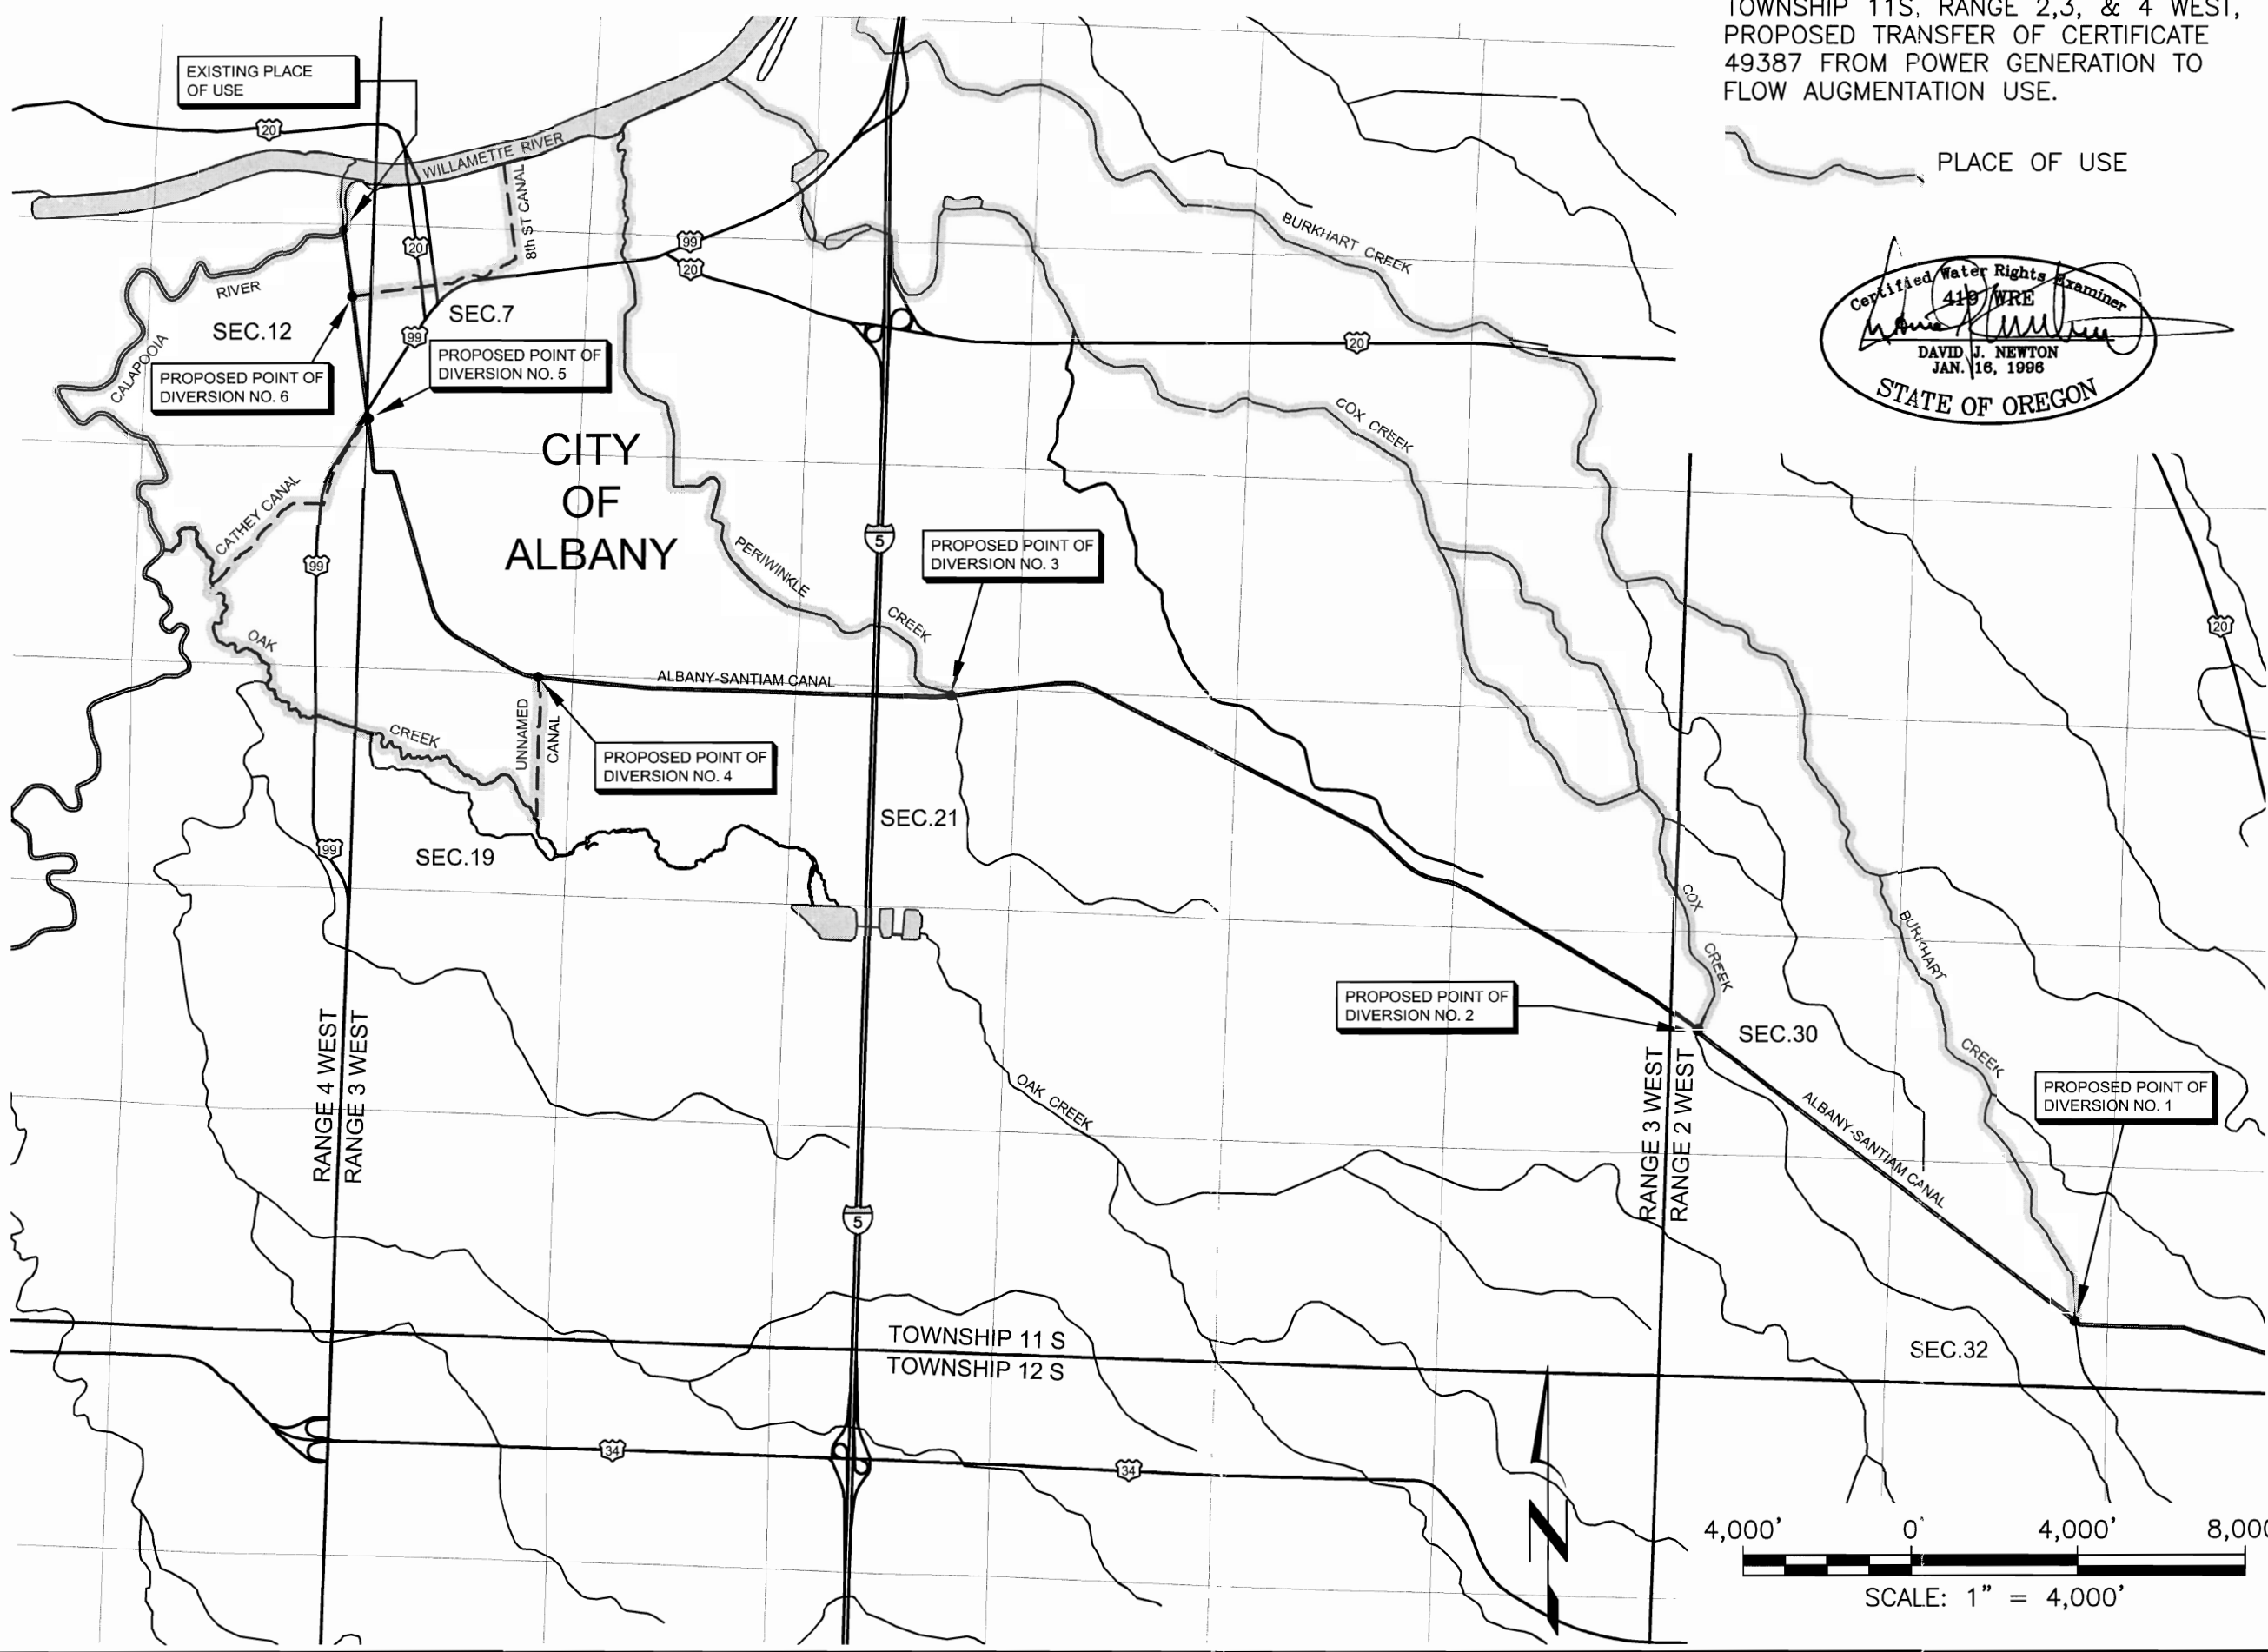 TOWNSHIP 11S, RANGE 2,3, & 4 WEST,
PROPOSED TRANSFER OF CERTIFICATE
49387 FROM POWER GENERATION TO
FLOW AUGMENTATION USE.
PLACE OF USE
Certified Water Rights Examiner
419 WRE
DAVID J. NEWTON
JAN. 16, 1996
STATE OF OREGON
EXISTING PLACE
OF USE
20
WILLAMETTE RIVER
8th ST CANAL
20
99
20
BURKHART CREEK
RIVER
SEC.12
SEC.7
99
CALAPOOIA
PROPOSED POINT OF
DIVERSION NO. 6
PROPOSED POINT OF
DIVERSION NO. 5
20
COX CREEK
CITY
OF
ALBANY
CATHEY CANAL
99
5
PROPOSED POINT OF
DIVERSION NO. 3
PERIWINKLE
CREEK
20
OAK
CREEK
ALBANY-SANTIAM CANAL
UNNAMED
CANAL
PROPOSED POINT OF
DIVERSION NO. 4
SEC.21
99
SEC.19
COX
CREEK
BURKHART
CREEK
PROPOSED POINT OF
DIVERSION NO. 2
SEC.30
RANGE 4 WEST
RANGE 3 WEST
OAK CREEK
RANGE 3 WEST
RANGE 2 WEST
ALBANY-SANTIAM CANAL
PROPOSED POINT OF
DIVERSION NO. 1
5
TOWNSHIP 11 S
TOWNSHIP 12 S
SEC.32
34
34
N
4,000' 0' 4,000' 8,000
SCALE: 1" = 4,000'